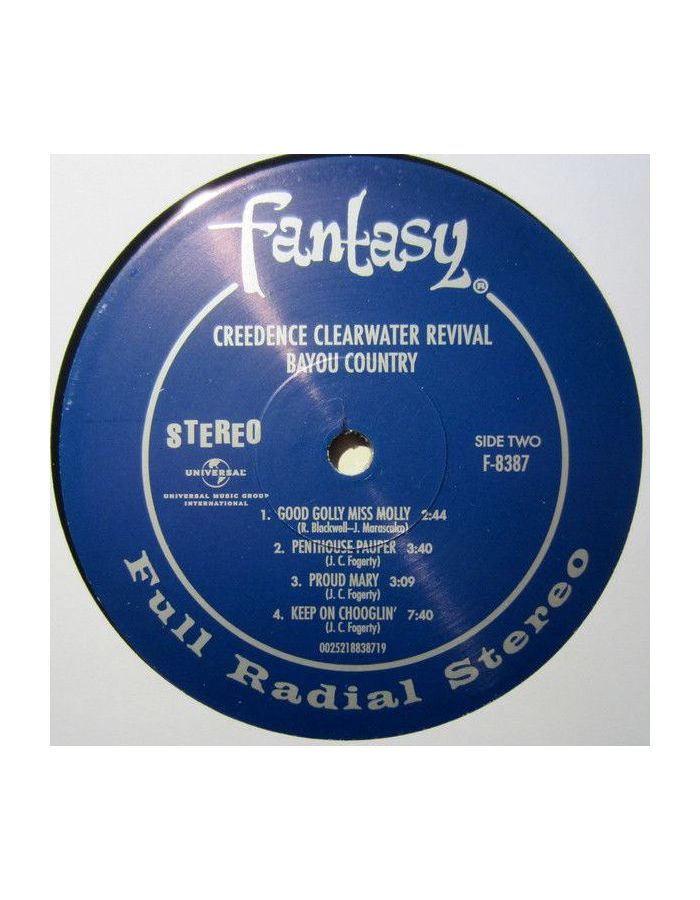 fantasy®
CREEDENCE CLEARWATER REVIVAL
BAYOU COUNTRY
STEREO
SIDE TWO
F-8387
UNIVERSAL
UNIVERSAL MUSIC GROUP
INTERNATIONAL
1. GOOD GOLLY MISS MOLLY 2:44
(R. Blackwell–J. Marascalco)
2. PENTHOUSE PAUPER 3:40
(J. C. Fogerty)
3. PROUD MARY 3:09
(J. C. Fogerty)
4. KEEP ON CHOOGLIN' 7:40
(J. C. Fogerty)
0025218838719
Full Radial Stereo